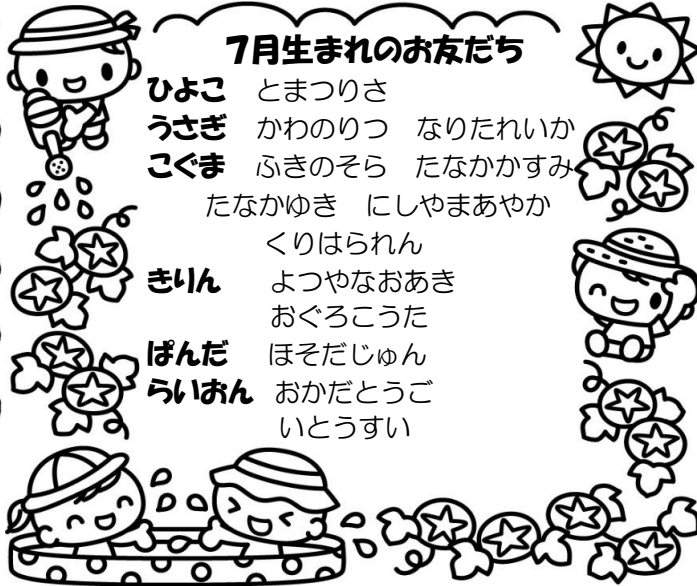 7月生まれのお友だち
ひよこ　とまつりさ
うさぎ　かわのりつ　なりたれいか
こぐま　ふきのそら　たなかかすみ
たなかゆき　にしやまあやか
くりはられん
きりん　よつやなおあき
おぐろこうた
ぱんだ　ほそだじゅん
らいおん　おかだとうご
いとうすい